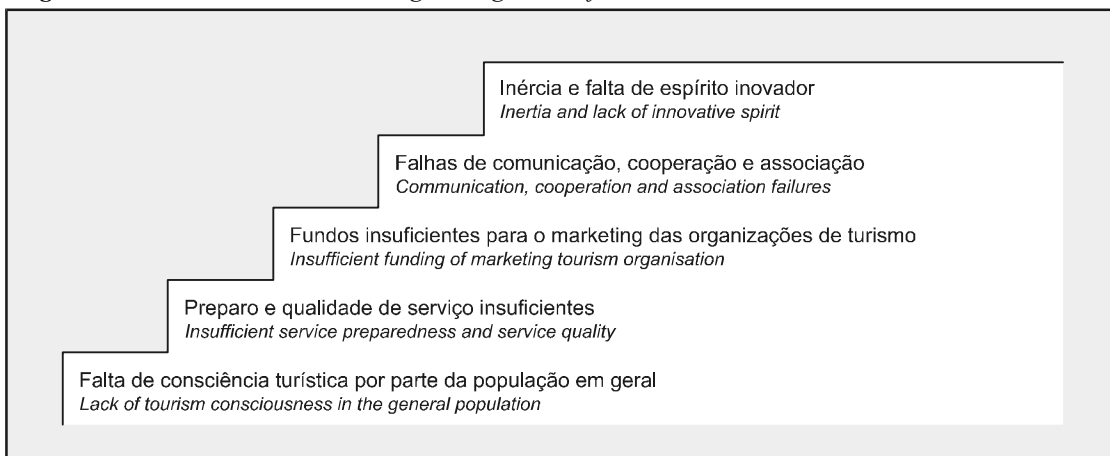 Inércia e falta de espírito inovador
Inertia and lack of innovative spirit
Falhas de comunicação, cooperação e associação
Communication, cooperation and association failures
Fundos insuficientes para o marketing das organizações de turismo
Insufficient funding of marketing tourism organisation
Preparo e qualidade de serviço insuficientes
Insufficient service preparedness and service quality
Falta de consciência turística por parte da população em geral
Lack of tourism consciousness in the general population